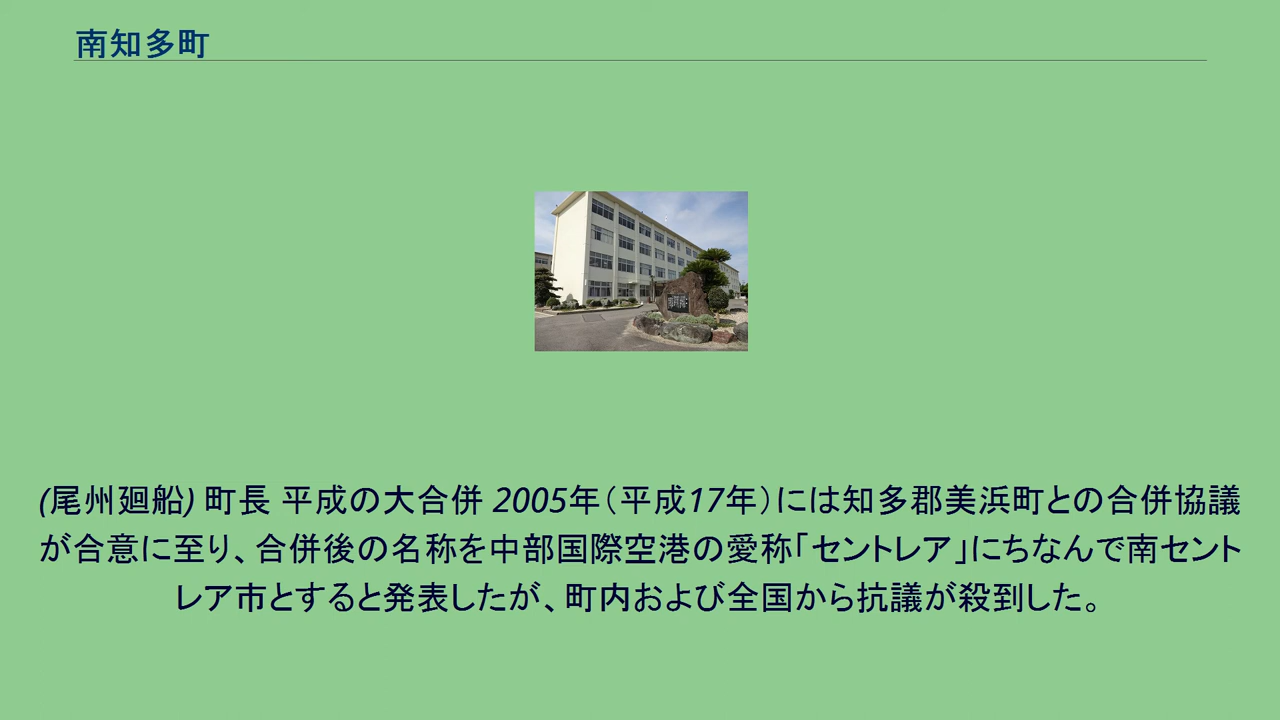 南知多町
(尾州廻船) 町長 平成の大合併 2005年（平成17年）には知多郡美浜町との合併協議
が合意に至り、合併後の名称を中部国際空港の愛称「セントレア」にちなんで南セント
レア市とすると発表したが、町内および全国から抗議が殺到した。